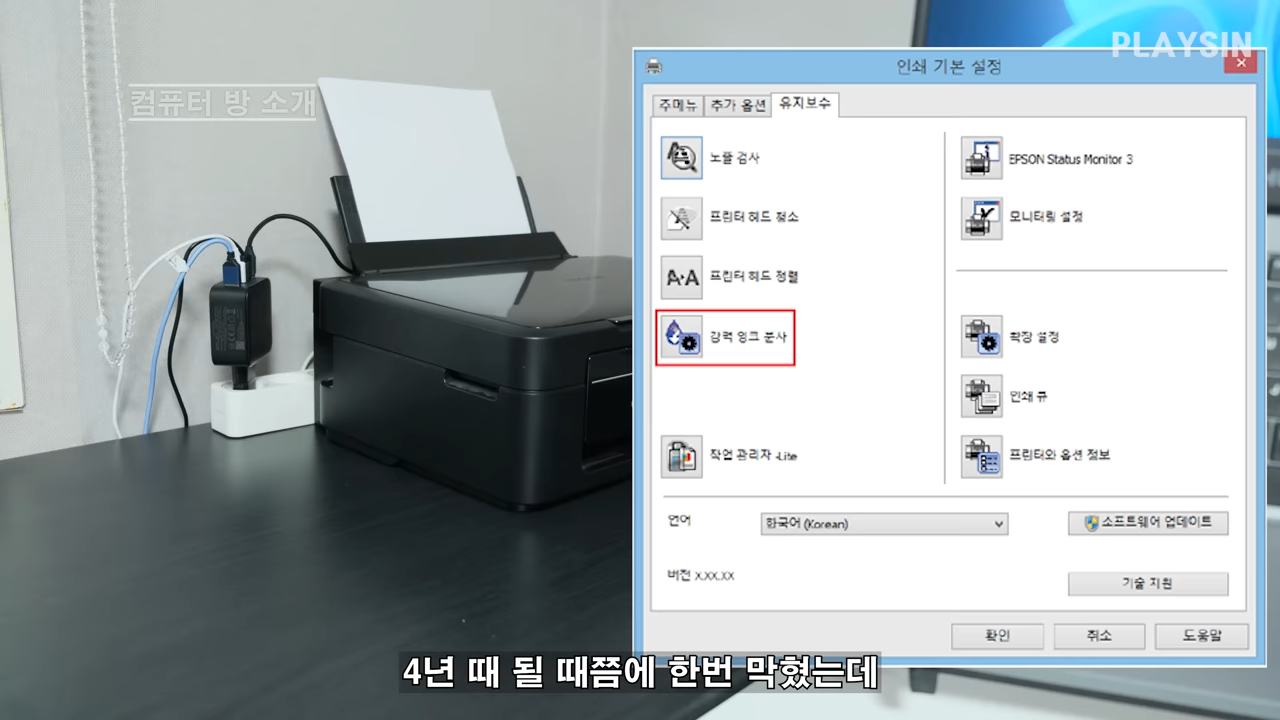 PLAYSIN
컴퓨터 방 소개
인쇄 기본 설정
주메뉴
추가 옵션
유지보수
노즐 검사
프린터 헤드 청소
프린터 헤드 정렬
강력 잉크 분사
작업 관리자 -Lite
EPSON Status Monitor 3
모니터링 설정
확장 설정
인쇄 큐
프린터와 옵션 정보
언어
한국어 (Korean)
소프트웨어 업데이트
버전 X.XX.XX
기술 지원
확인
취소
도움말
4년 때 될 때쯤에 한번 막혔는데